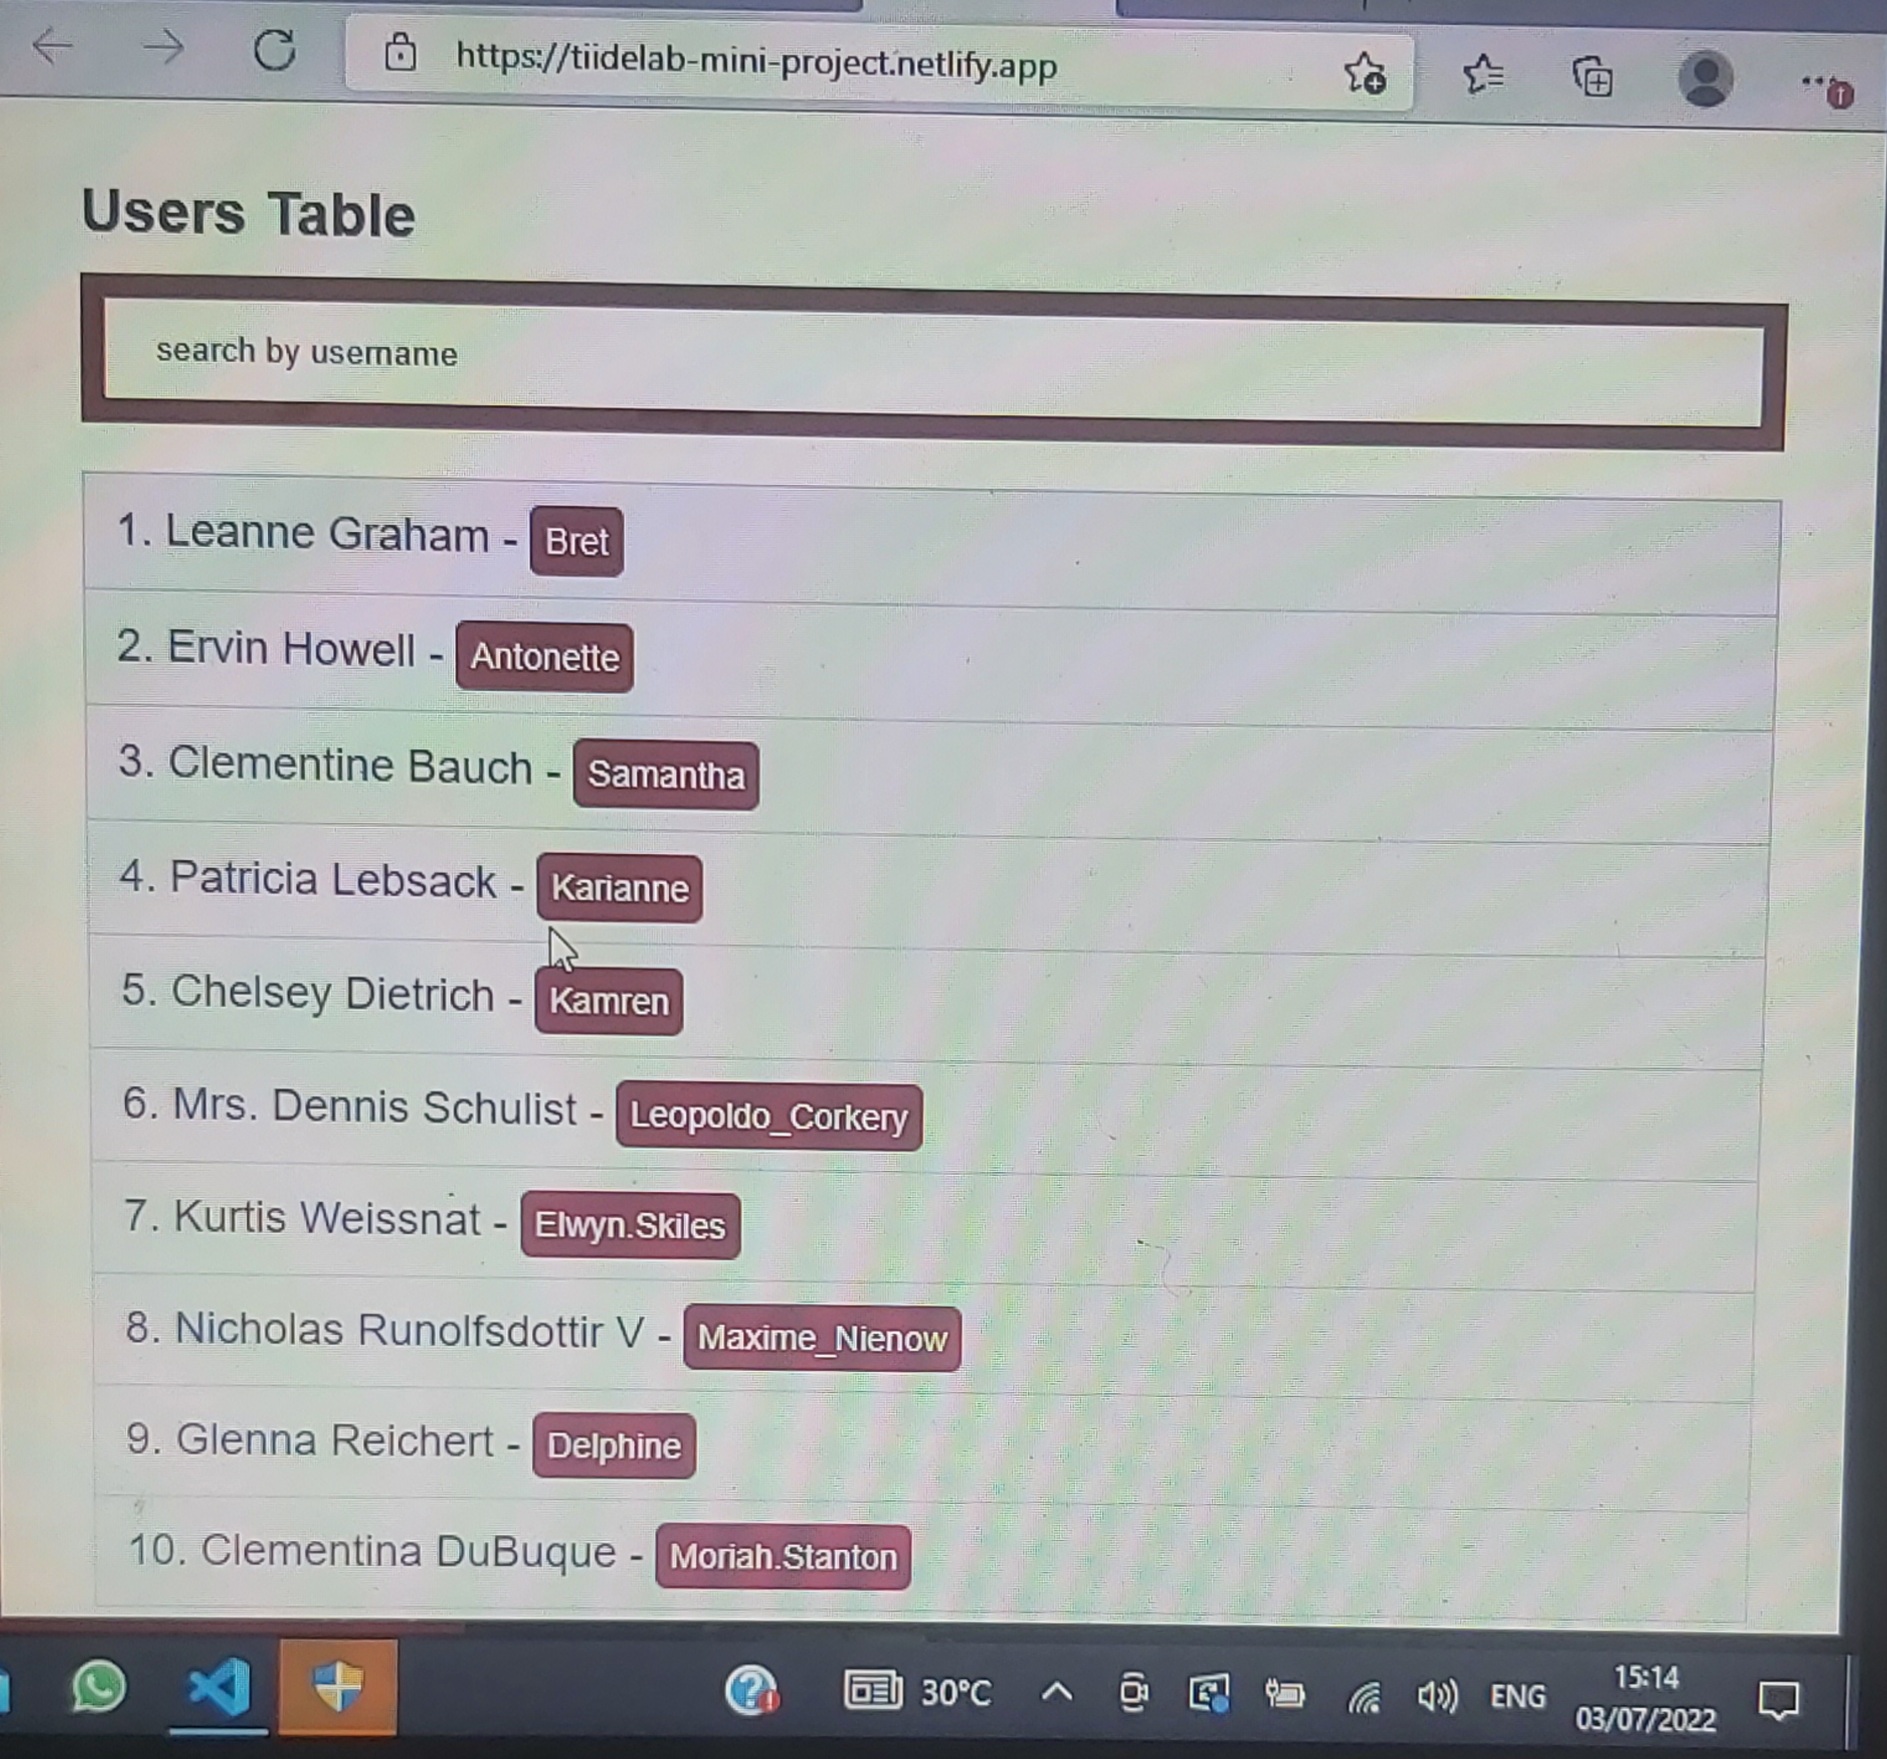 https://tiidelab-mini-project.netlify.app
Users Table
search by username
1. Leanne Graham - Bret
2. Ervin Howell - Antonette
3. Clementine Bauch - Samantha
4. Patricia Lebsack - Karianne
5. Chelsey Dietrich - Kamren
6. Mrs. Dennis Schulist - Leopoldo_Corkery
7. Kurtis Weissnat - Elwyn.Skiles
8. Nicholas Runolfsdottir V - Maxime_Nienow
9. Glenna Reichert - Delphine
10. Clementina DuBuque - Moriah.Stanton
30°C ENG 15:14
03/07/2022